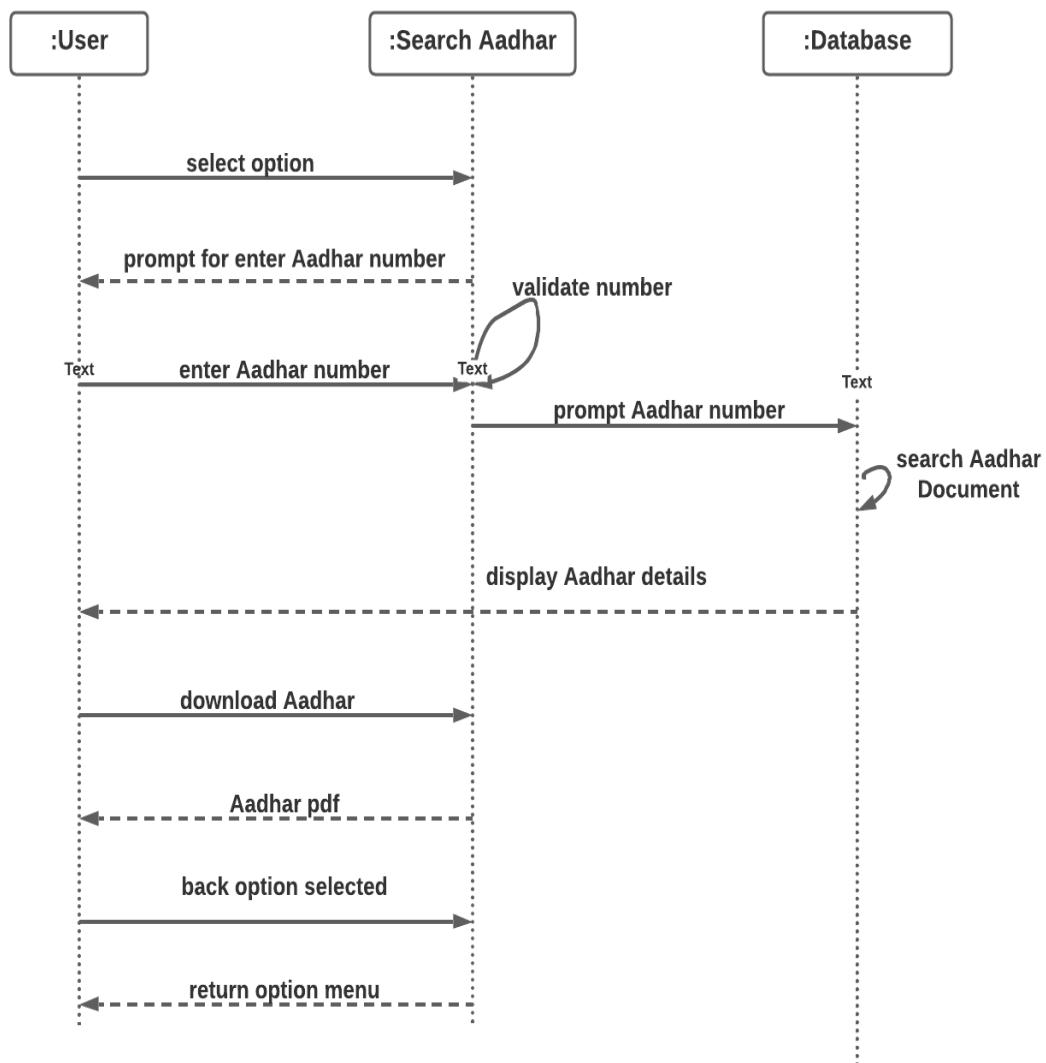 :User
:Search Aadhar
:Database
select option
prompt for enter Aadhar number
validate number
Text
enter Aadhar number
Text
Text
prompt Aadhar number
search Aadhar
Document
display Aadhar details
download Aadhar
Aadhar pdf
back option selected
return option menu